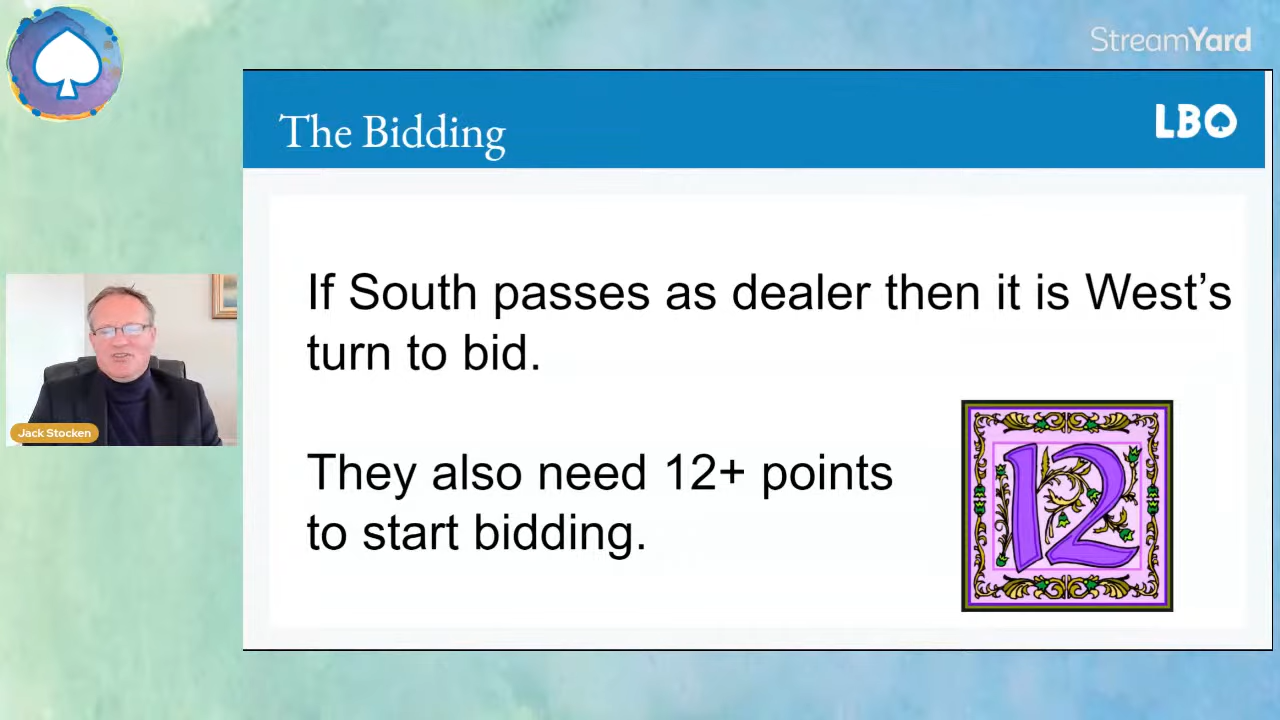 StreamYard
The Bidding
LBO
If South passes as dealer then it is West’s
turn to bid.
They also need 12+ points
to start bidding.
12
Jack Stocken